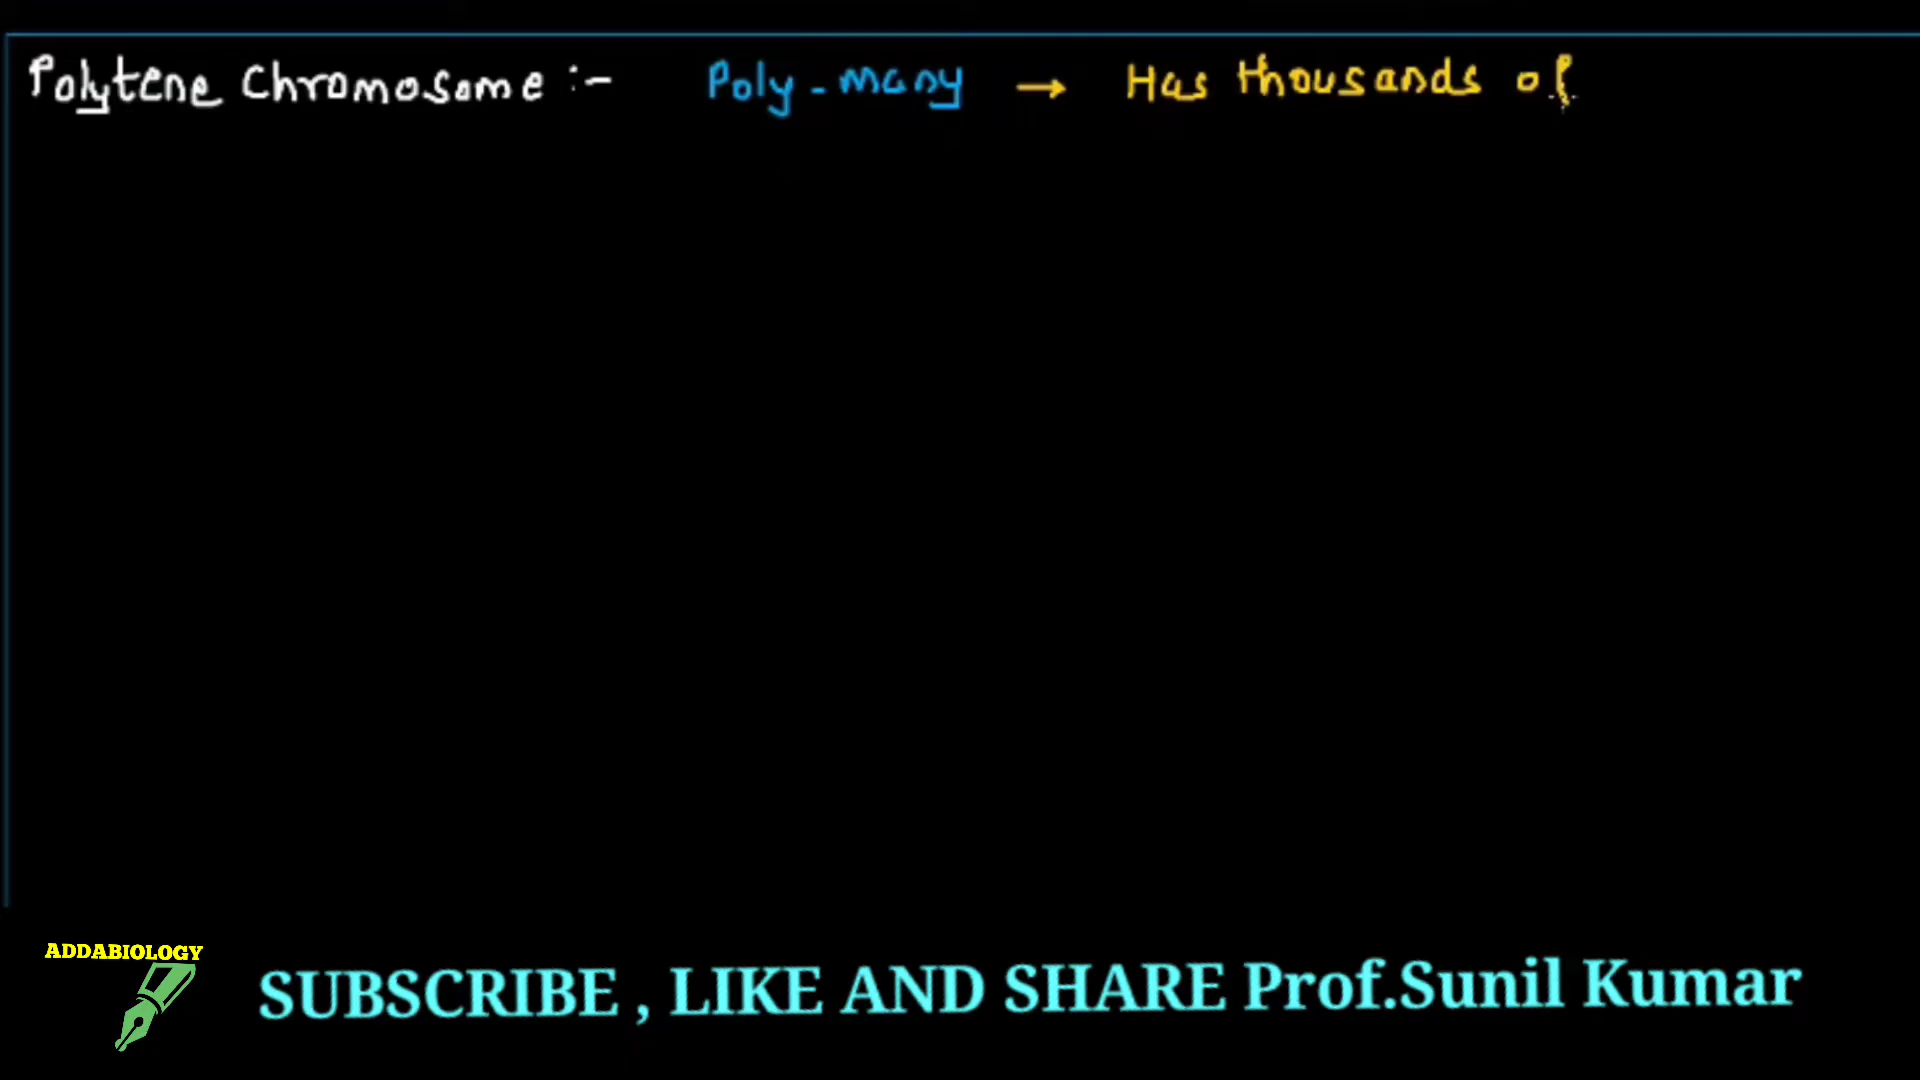 Polytene Chromosome :- Poly - many → Has thousands of
ADDABIOLOGY
SUBSCRIBE , LIKE AND SHARE Prof.Sunil Kumar